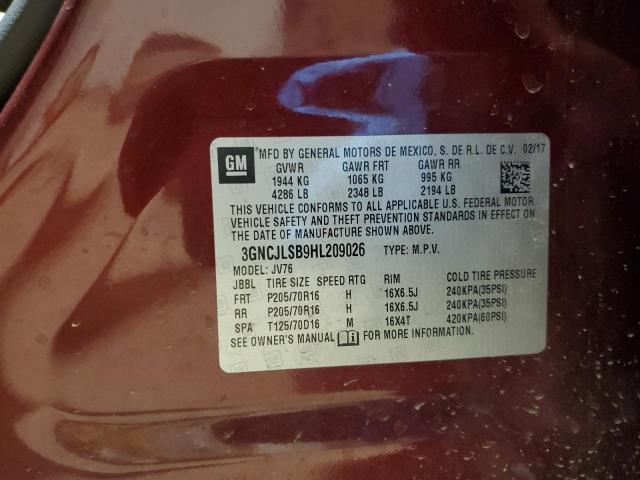 GM MFD BY GENERAL MOTORS DE MEXICO, S. DE R.L. DE C.V. 02/17
GVWR GAWR FRT GAWR RR
1944 KG 1065 KG 995 KG
4286 LB 2348 LB 2194 LB
THIS VEHICLE CONFORMS TO ALL APPLICABLE U.S. FEDERAL MOTOR
VEHICLE SAFETY AND THEFT PREVENTION STANDARDS IN EFFECT ON
THE DATE OF MANUFACTURE SHOWN ABOVE.
3GNCJLSB9HL209026 TYPE: M.P.V.
MODEL: JV76
JBBL TIRE SIZE SPEED RTG RIM COLD TIRE PRESSURE
FRT P205/70R16 H 16X6.5J 240KPA(35PSI)
RR P205/70R16 H 16X6.5J 240KPA(35PSI)
SPA T125/70D16 M 16X4T 420KPA(60PSI)
SEE OWNER'S MANUAL FOR MORE INFORMATION.